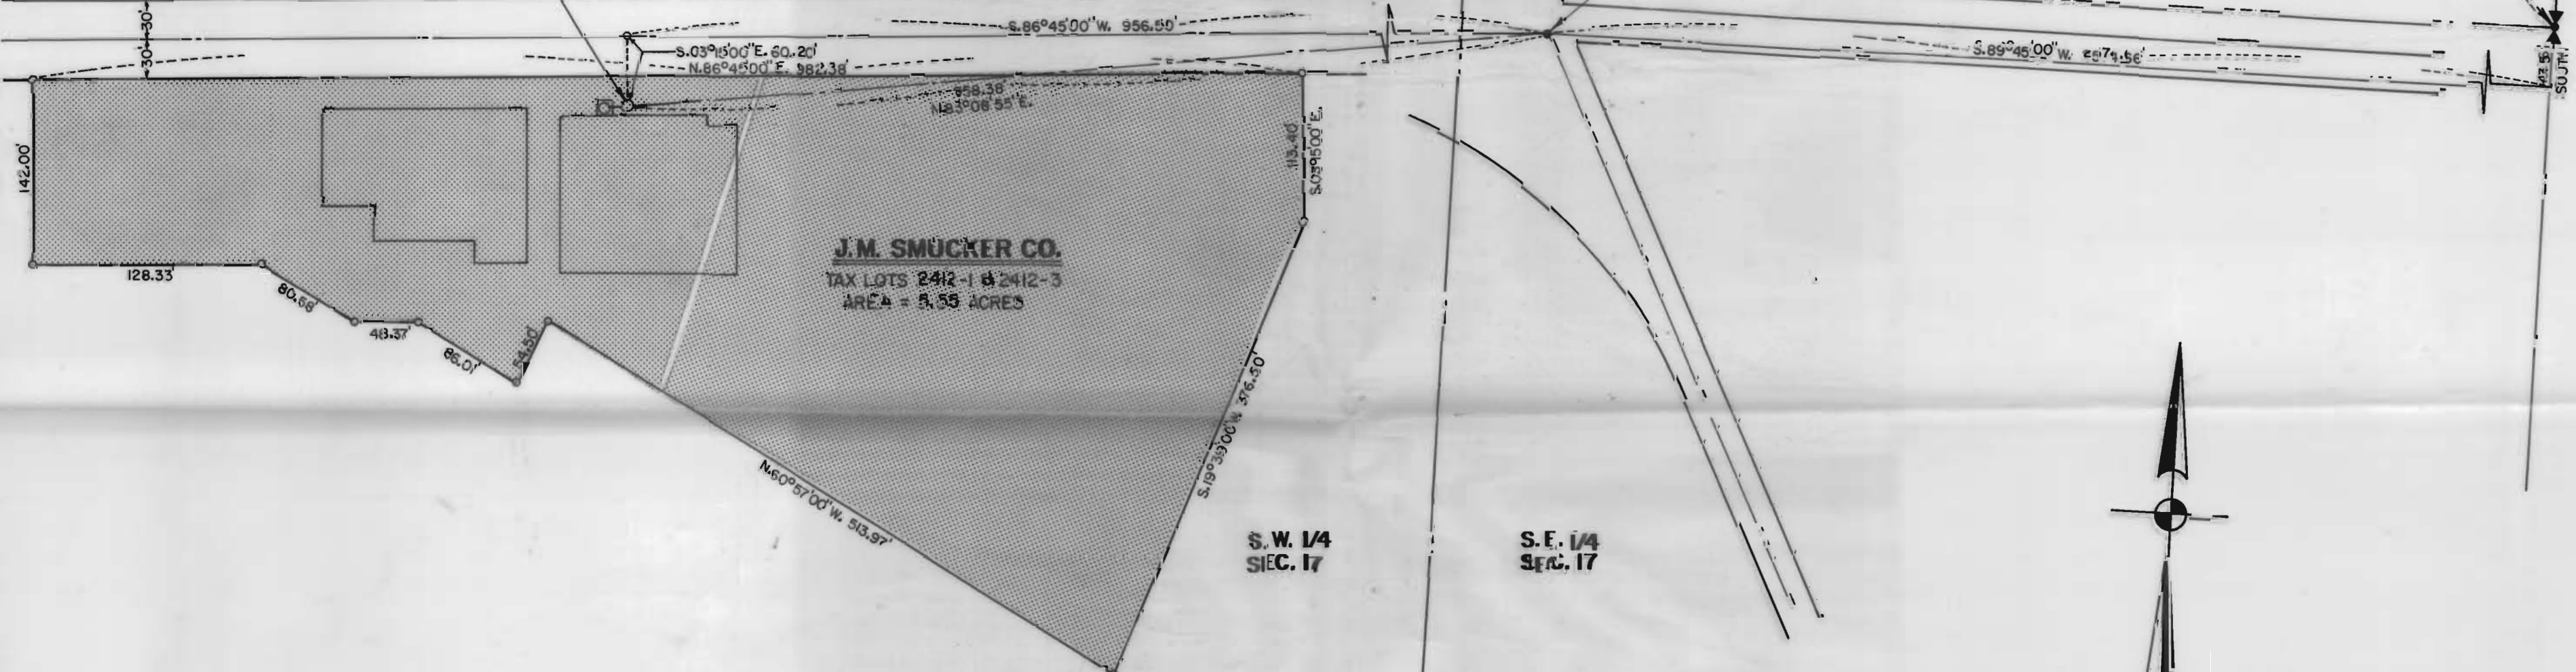 30' 30'
S.86°45'00"W. 956.50'
S.03°15'00"E. 60.20'
N.86°45'00"E. 982.38'
958.38'
N.83°08'55"E.
S.89°45'00"W.
SOUTH
142.00'
113.40'
S.03°15'00"E.
J.M. SMUCKER CO.
TAX LOTS 2412-1 & 2412-3
AREA = 5.55 ACRES
128.33'
80.58'
48.37'
86.01'
54.50'
N.60°57'00"W. 513.97'
S.19°39'00"W. 376.50'
S.W. 1/4
SEC. 17
S.E. 1/4
SEC. 17